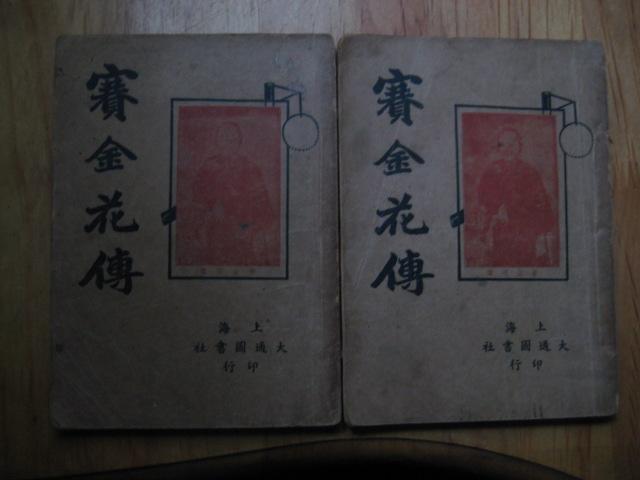 賽金花傳
上海
大通圖書社
印行
賽金花傳
上海
大通圖書社
印行